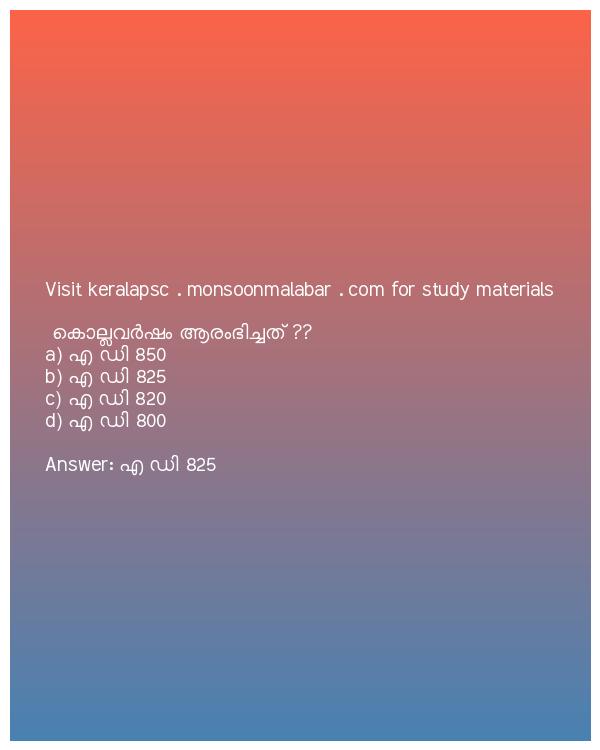 Visit keralapsc . monsoonmalabar . com for study materials
കൊല്ലവർഷം ആരംഭിച്ചത് ??
a) എ ഡി 850
b) എ ഡി 825
c) എ ഡി 820
d) എ ഡി 800
Answer: എ ഡി 825